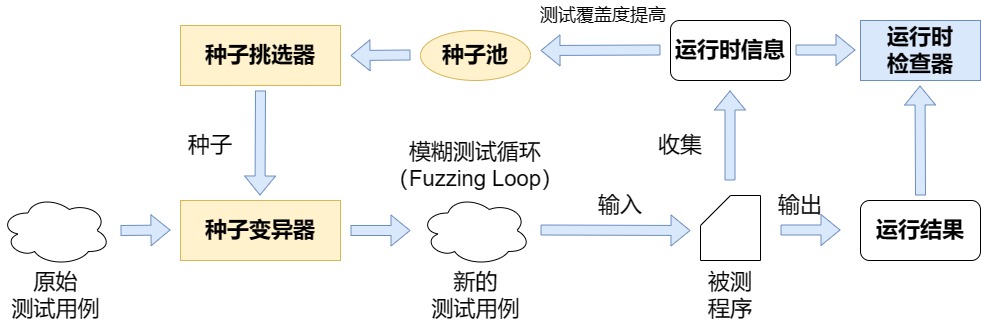 测试覆盖度提高
种子挑选器
种子池
运行时信息
运行时
检查器
种子
模糊测试循环
（Fuzzing Loop）
收集
输入
输出
种子变异器
运行结果
原始
测试用例
新的
测试用例
被测
程序